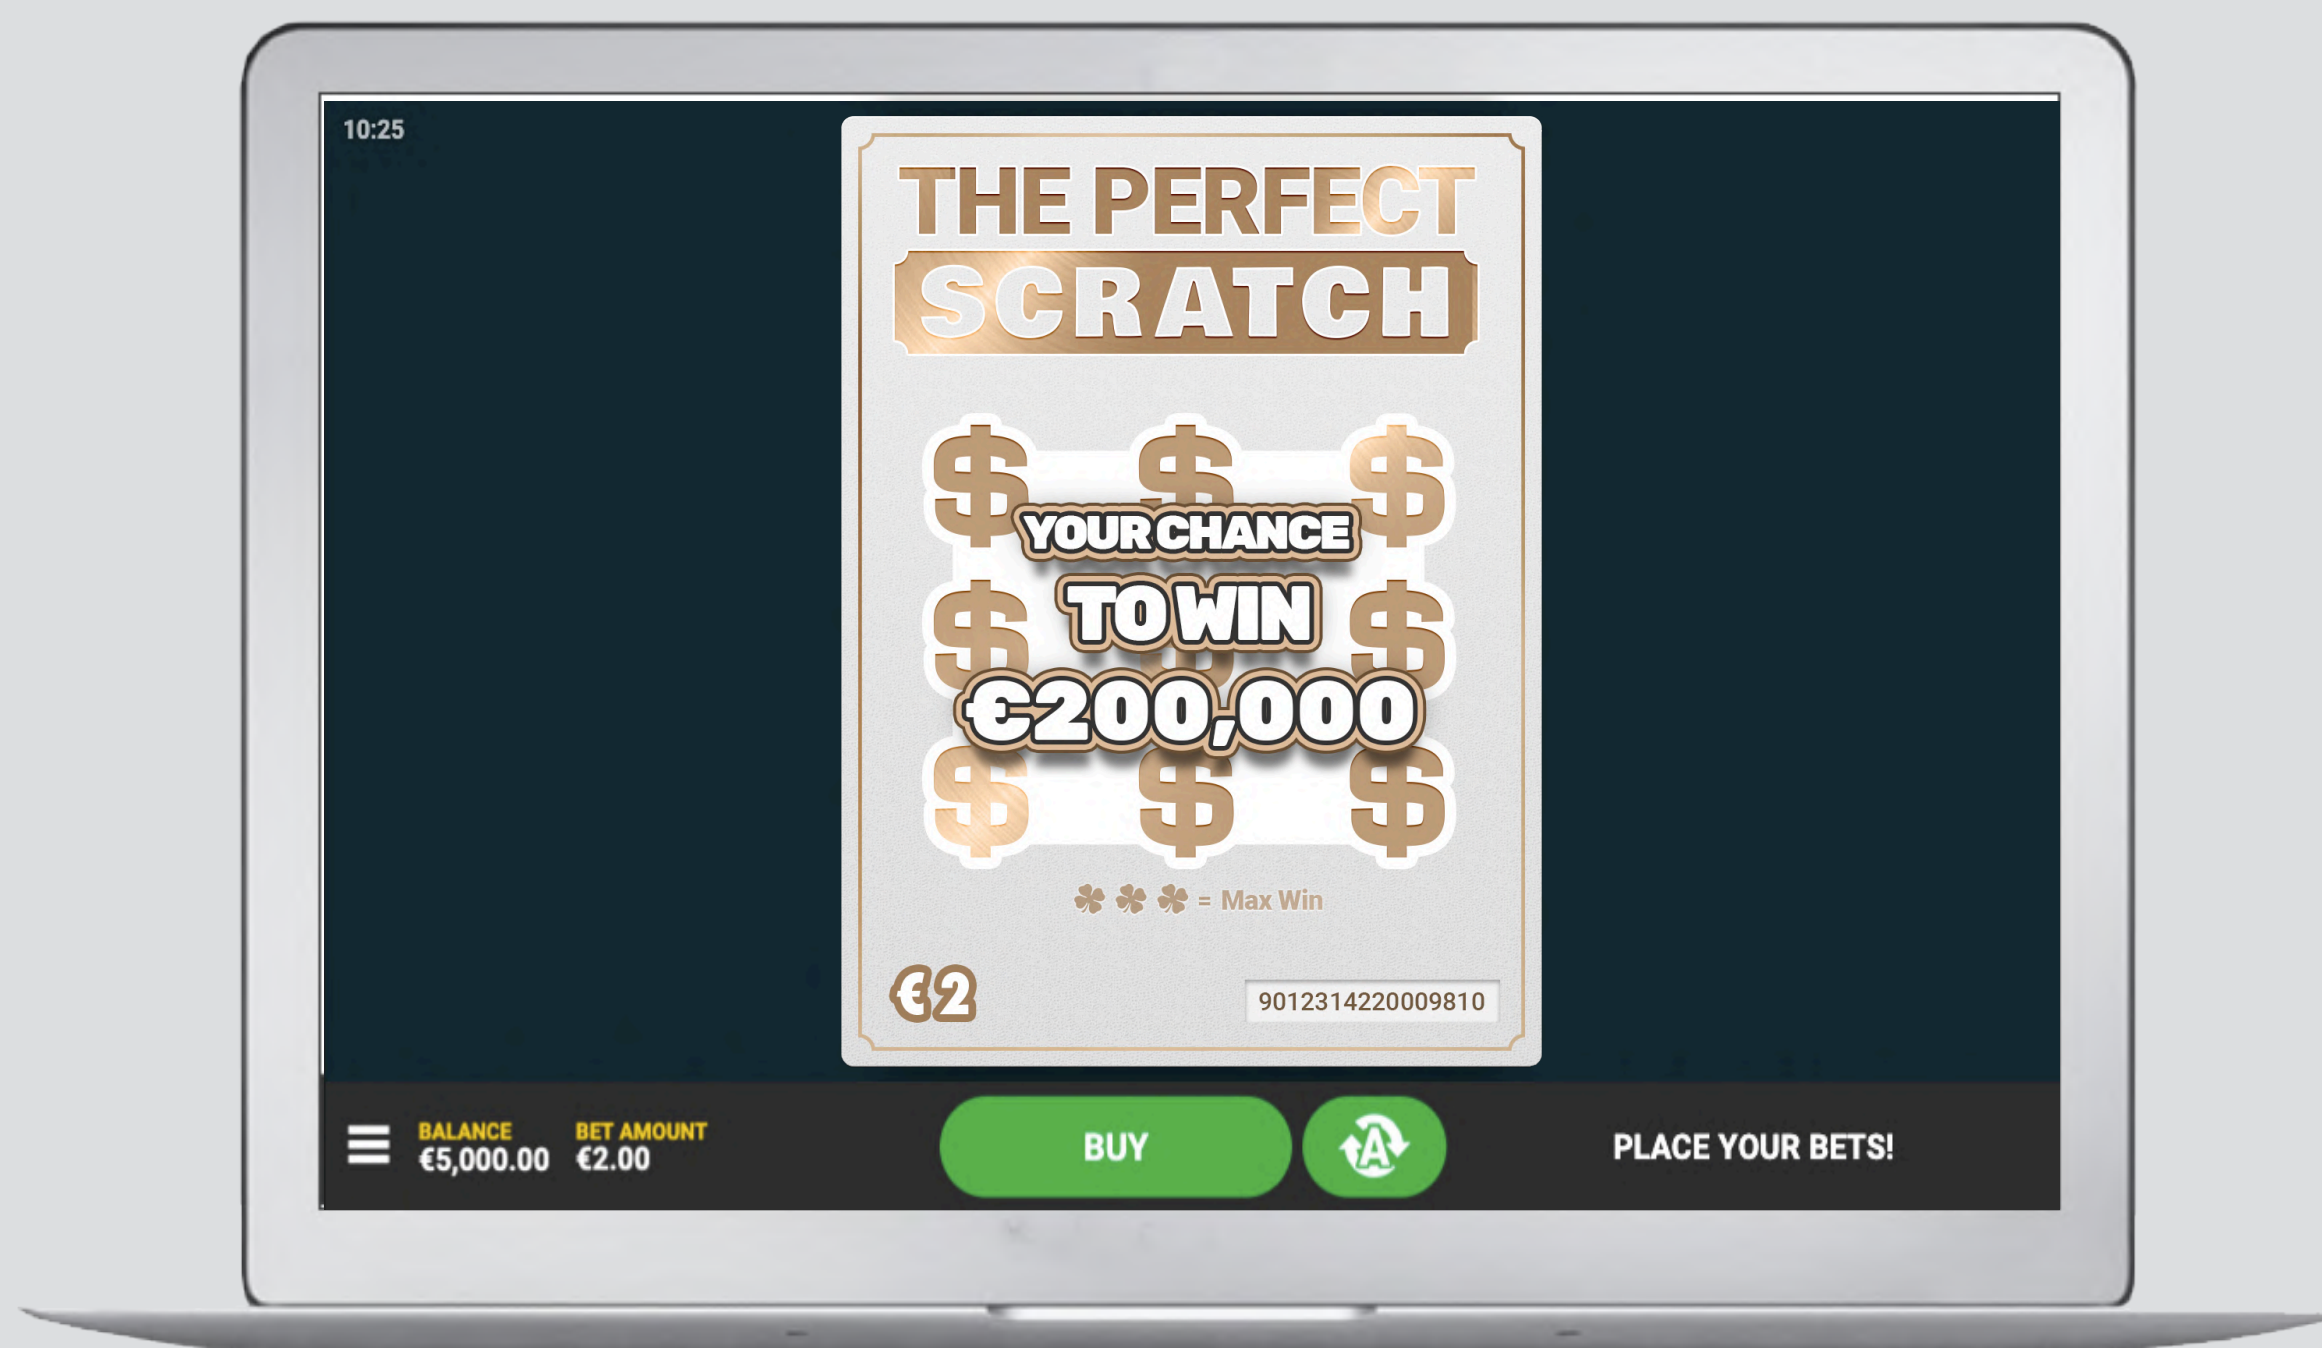 10:25
THE PERFECT
SCRATCH
$ $ $
YOUR CHANCE
TO WIN
$ $
€200,000
$ $ $
= Max Win
€2
9012314220009810
BALANCE
€5,000.00
BET AMOUNT
€2.00
BUY
A
PLACE YOUR BETS!